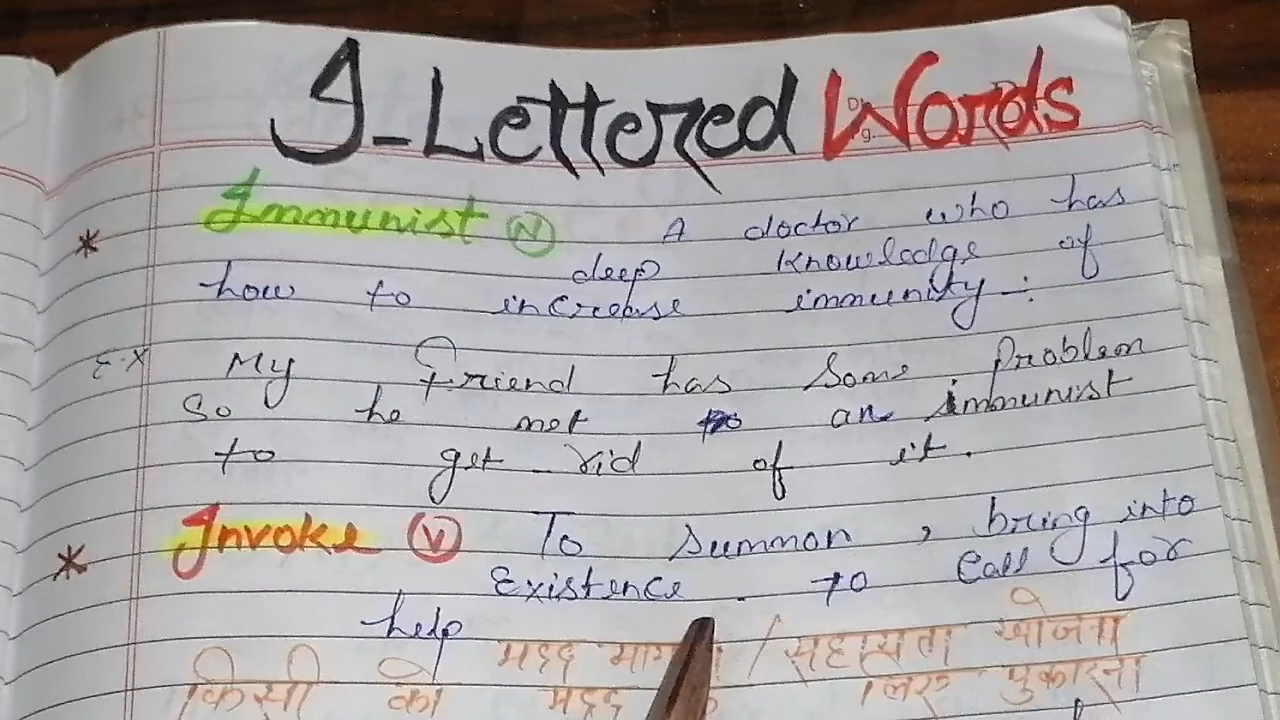 I-Lettered Words
* Immunist (N) A doctor who has
deep knowledge of
how to increase immunity :-
Ex My friend has some problem
so he met an immunist
to get rid of it.
* Invoke (V) To summon, bring into
Existence. to call for
help
मदद / सहायता खोजना
किसी को मदद लिए पुकारना